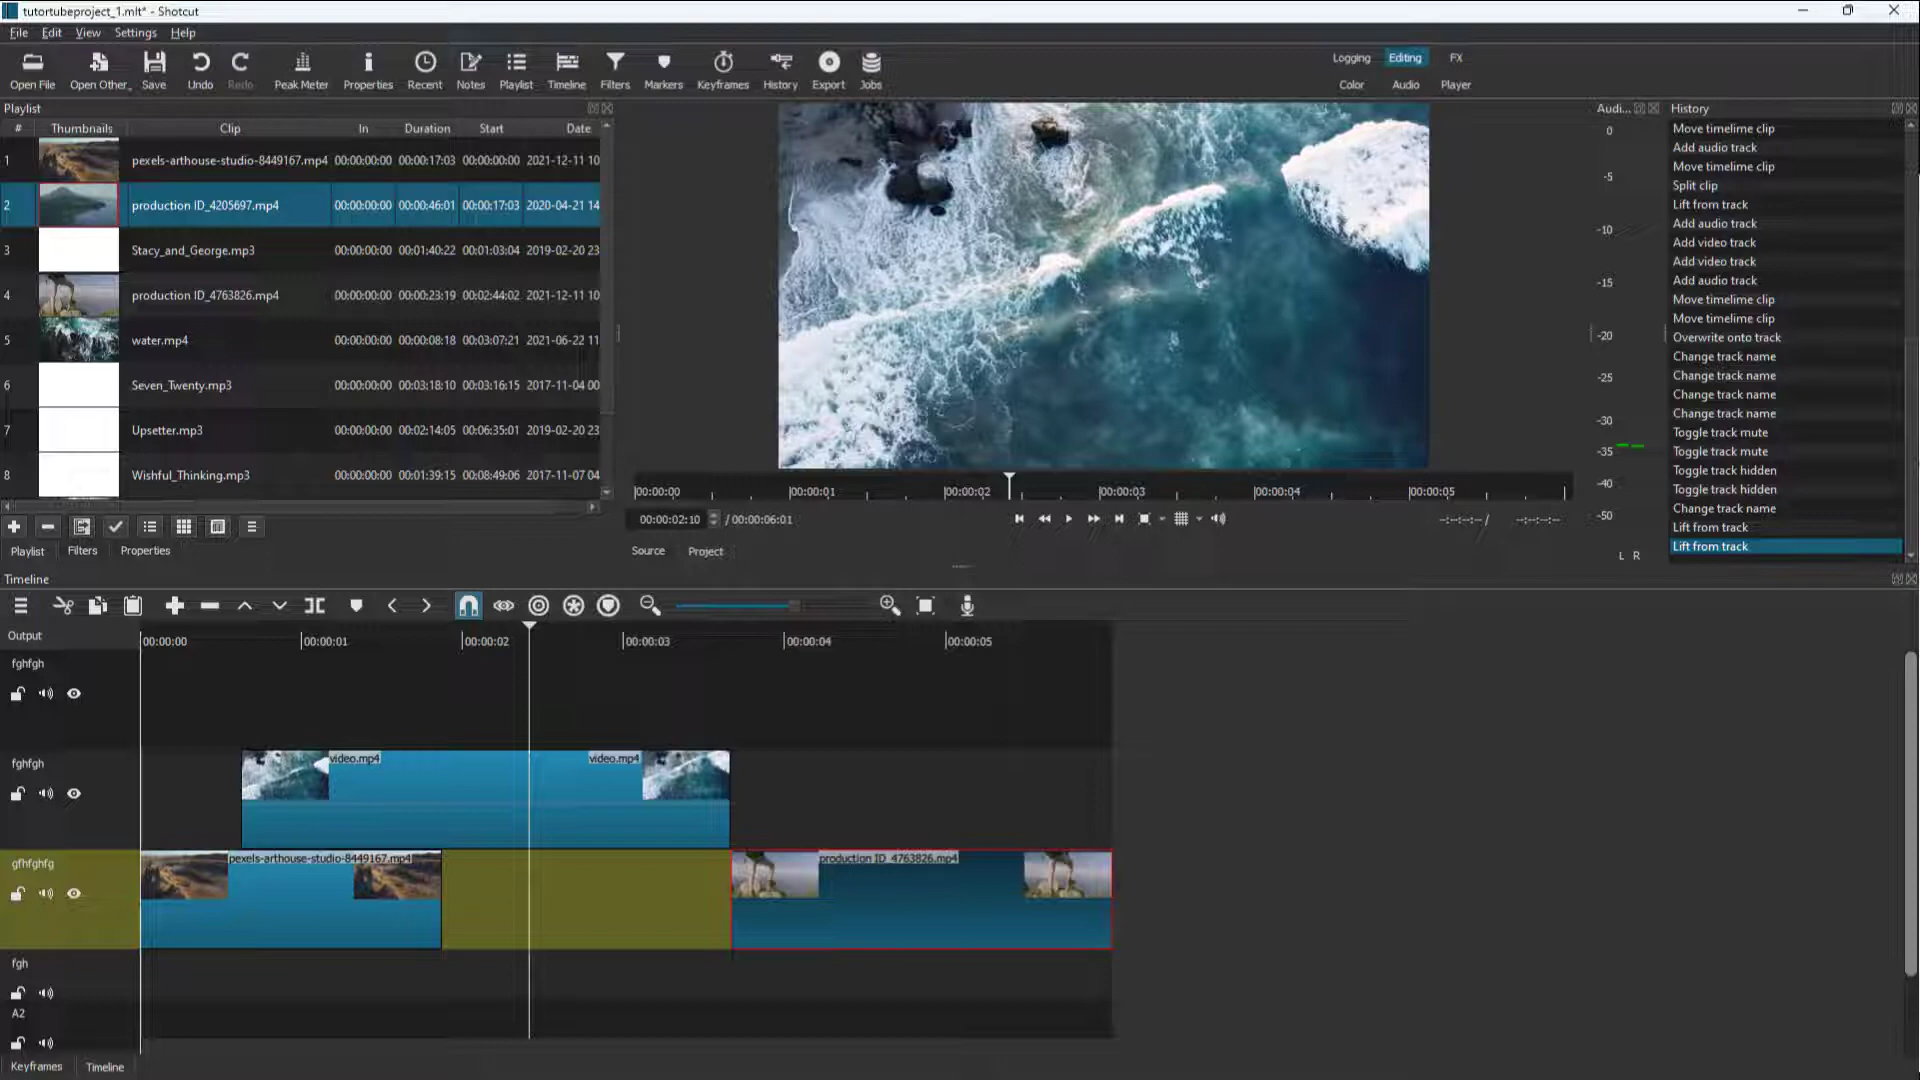 tutortubeproject_1.mlt* - Shotcut
File Edit View Settings Help
Open File Open Other.. Save Undo Redo Peak Meter Properties Recent Notes Playlist Timeline Filters Markers Keyframes History Export Jobs
Logging Editing FX
Color Audio Player
Playlist
# Thumbnails Clip In Duration Start Date
1 pexels-arthouse-studio-8449167.mp4 00:00:00:00 00:00:17:03 00:00:00:00 2021-12-11 10
2 production ID_4205697.mp4 00:00:00:00 00:00:46:01 00:00:17:03 2020-04-21 14
3 Stacy_and_George.mp3 00:00:00:00 00:01:40:22 00:01:03:04 2019-02-20 23
4 production ID_4763826.mp4 00:00:00:00 00:00:23:19 00:02:44:02 2021-12-11 10
5 water.mp4 00:00:00:00 00:00:08:18 00:03:07:21 2021-06-22 11
6 Seven_Twenty.mp3 00:00:00:00 00:03:18:10 00:03:16:15 2017-11-04 00
7 Upsetter.mp3 00:00:00:00 00:02:14:05 00:06:35:01 2019-02-20 23
8 Wishful_Thinking.mp3 00:00:00:00 00:01:39:15 00:08:49:06 2017-11-07 04
Playlist Filters Properties
00:00:00 00:00:01 00:00:02 00:00:03 00:00:04 00:00:05
00:00:02:10 / 00:00:06:01
--:--:--:-- / --:--:--:--
Source Project
Audi...
0
-5
-10
-15
-20
-25
-30
-35
-40
-50
L R
History
Move timelime clip
Add audio track
Move timelime clip
Split clip
Lift from track
Add audio track
Add video track
Add video track
Add audio track
Move timelime clip
Move timelime clip
Overwrite onto track
Change track name
Change track name
Change track name
Change track name
Toggle track mute
Toggle track mute
Toggle track hidden
Toggle track hidden
Change track name
Lift from track
Lift from track
Timeline
Output
00:00:00 00:00:01 00:00:02 00:00:03 00:00:04 00:00:05
fghfgh
fghfgh
video.mp4 video.mp4
gfhfghfg
pexels-arthouse-studio-8449167.mp4 production ID_4763826.mp4
fgh
A2
Keyframes Timeline